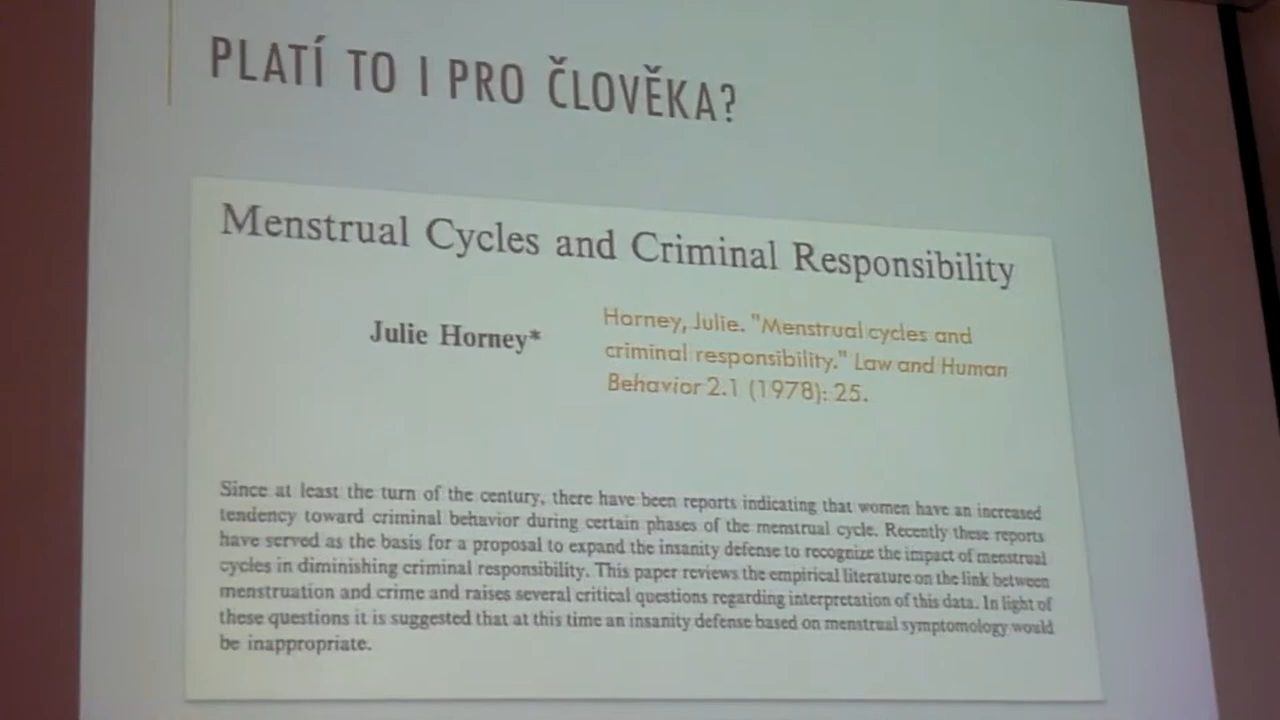 PLATÍ TO I PRO ČLOVĚKA?
Menstrual Cycles and Criminal Responsibility
Julie Horney*
Horney, Julie. "Menstrual cycles and
criminal responsibility." Law and Human
Behavior 2.1 (1978): 25.
Since at least the turn of the century, there have been reports indicating that women have an increased
tendency toward criminal behavior during certain phases of the menstrual cycle. Recently these reports
have served as the basis for a proposal to expand the insanity defense to recognize the impact of menstrual
cycles in diminishing criminal responsibility. This paper reviews the empirical literature on the link between
menstruation and crime and raises several critical questions regarding interpretation of this data. In light of
these questions it is suggested that at this time an insanity defense based on menstrual symptomology would
be inappropriate.